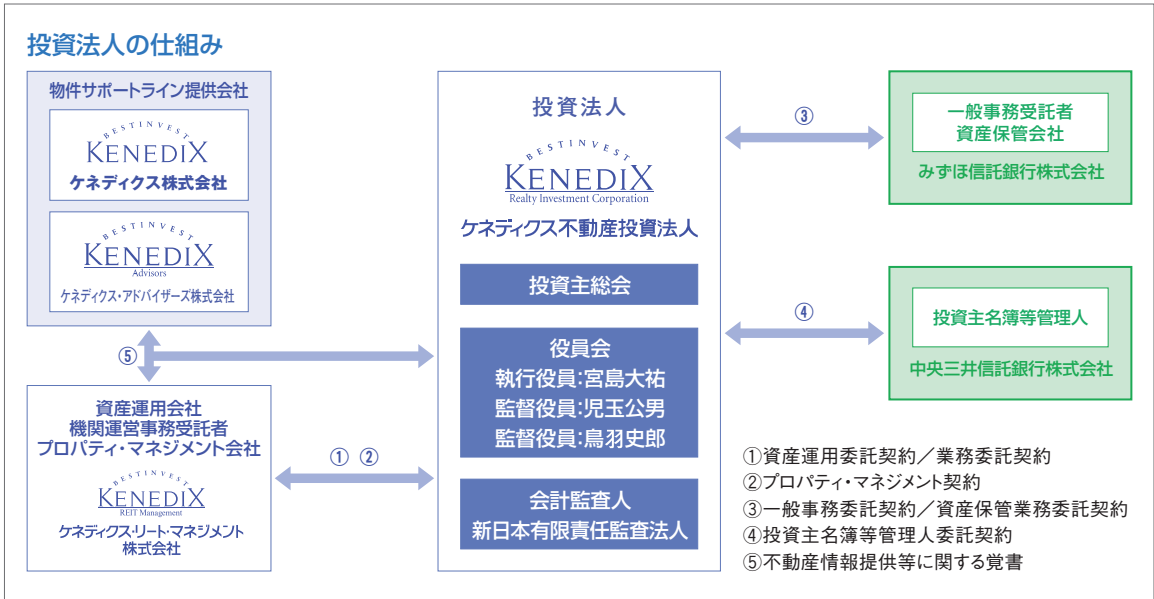 投資法人の仕組み
物件サポートライン提供会社
BESTINVEST
KENEDIX
ケネディクス株式会社
BESTINVEST
KENEDIX
Advisors
ケネディクス・アドバイザーズ株式会社
⑤
資産運用会社
機関運営事務受託者
プロパティ・マネジメント会社
BESTINVEST
KENEDIX
REIT Management
ケネディクス・リート・マネジメント
株式会社
① ②
投資法人
BESTINVEST
KENEDIX
Realty Investment Corporation
ケネディクス不動産投資法人
投資主総会
役員会
執行役員:宮島大祐
監督役員:児玉公男
監督役員:鳥羽史郎
会計監査人
新日本有限責任監査法人
③
一般事務受託者
資産保管会社
みずほ信託銀行株式会社
④
投資主名簿等管理人
中央三井信託銀行株式会社
①資産運用委託契約／業務委託契約
②プロパティ・マネジメント契約
③一般事務委託契約／資産保管業務委託契約
④投資主名簿等管理人委託契約
⑤不動産情報提供等に関する覚書